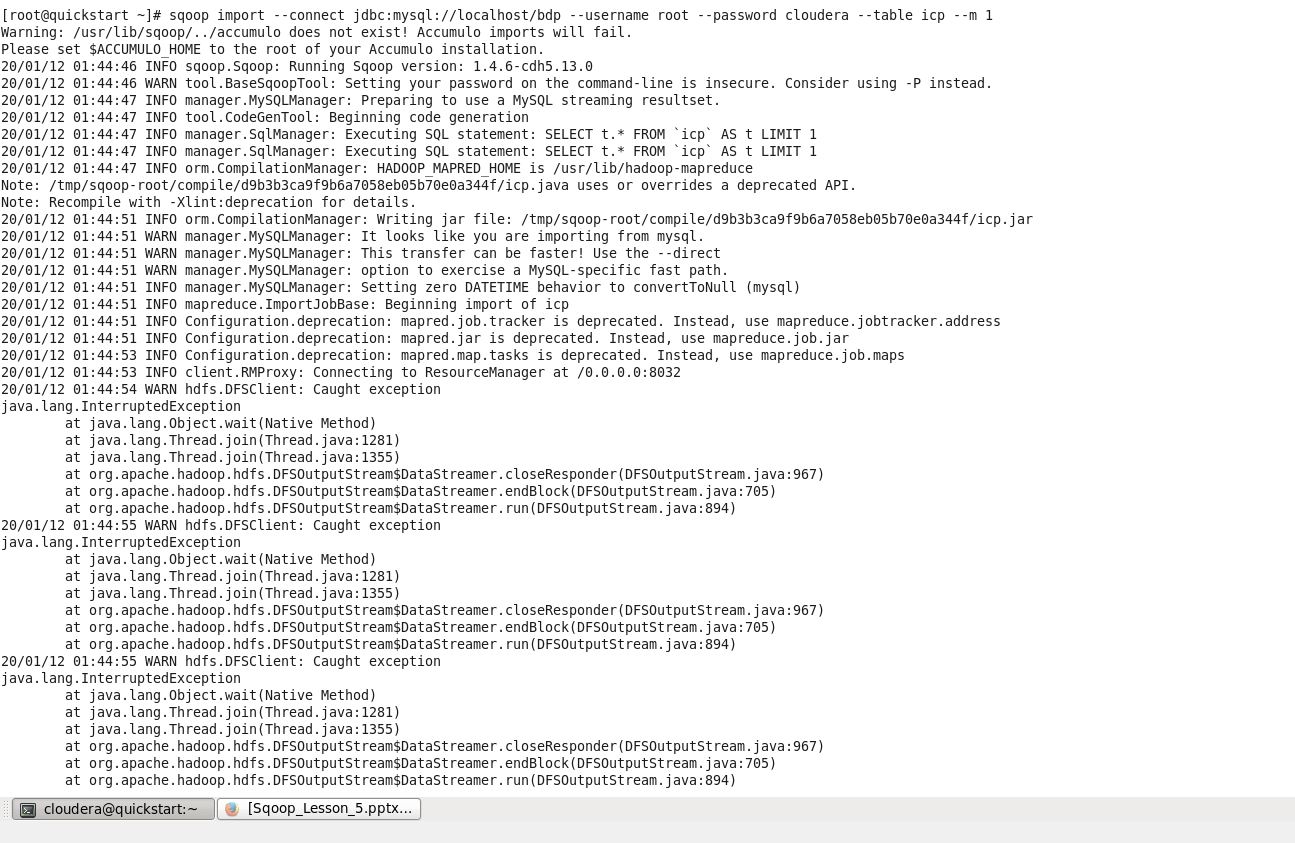 [root@quickstart ~]# sqoop import --connect jdbc:mysql://localhost/bdp --username root --password cloudera --table icp --m 1
Warning: /usr/lib/sqoop/../accumulo does not exist! Accumulo imports will fail.
Please set $ACCUMULO_HOME to the root of your Accumulo installation.
20/01/12 01:44:46 INFO sqoop.Sqoop: Running Sqoop version: 1.4.6-cdh5.13.0
20/01/12 01:44:46 WARN tool.BaseSqoopTool: Setting your password on the command-line is insecure. Consider using -P instead.
20/01/12 01:44:47 INFO manager.MySQLManager: Preparing to use a MySQL streaming resultset.
20/01/12 01:44:47 INFO tool.CodeGenTool: Beginning code generation
20/01/12 01:44:47 INFO manager.SqlManager: Executing SQL statement: SELECT t.* FROM `icp` AS t LIMIT 1
20/01/12 01:44:47 INFO manager.SqlManager: Executing SQL statement: SELECT t.* FROM `icp` AS t LIMIT 1
20/01/12 01:44:47 INFO orm.CompilationManager: HADOOP_MAPRED_HOME is /usr/lib/hadoop-mapreduce
Note: /tmp/sqoop-root/compile/d9b3b3ca9f9b6a7058eb05b70e0a344f/icp.java uses or overrides a deprecated API.
Note: Recompile with -Xlint:deprecation for details.
20/01/12 01:44:51 INFO orm.CompilationManager: Writing jar file: /tmp/sqoop-root/compile/d9b3b3ca9f9b6a7058eb05b70e0a344f/icp.jar
20/01/12 01:44:51 WARN manager.MySQLManager: It looks like you are importing from mysql.
20/01/12 01:44:51 WARN manager.MySQLManager: This transfer can be faster! Use the --direct
20/01/12 01:44:51 WARN manager.MySQLManager: option to exercise a MySQL-specific fast path.
20/01/12 01:44:51 INFO manager.MySQLManager: Setting zero DATETIME behavior to convertToNull (mysql)
20/01/12 01:44:51 INFO mapreduce.ImportJobBase: Beginning import of icp
20/01/12 01:44:51 INFO Configuration.deprecation: mapred.job.tracker is deprecated. Instead, use mapreduce.jobtracker.address
20/01/12 01:44:51 INFO Configuration.deprecation: mapred.jar is deprecated. Instead, use mapreduce.job.jar
20/01/12 01:44:53 INFO Configuration.deprecation: mapred.map.tasks is deprecated. Instead, use mapreduce.job.maps
20/01/12 01:44:53 INFO client.RMProxy: Connecting to ResourceManager at /0.0.0.0:8032
20/01/12 01:44:54 WARN hdfs.DFSClient: Caught exception
java.lang.InterruptedException
at java.lang.Object.wait(Native Method)
at java.lang.Thread.join(Thread.java:1281)
at java.lang.Thread.join(Thread.java:1355)
at org.apache.hadoop.hdfs.DFSOutputStream$DataStreamer.closeResponder(DFSOutputStream.java:967)
at org.apache.hadoop.hdfs.DFSOutputStream$DataStreamer.endBlock(DFSOutputStream.java:705)
at org.apache.hadoop.hdfs.DFSOutputStream$DataStreamer.run(DFSOutputStream.java:894)
20/01/12 01:44:55 WARN hdfs.DFSClient: Caught exception
java.lang.InterruptedException
at java.lang.Object.wait(Native Method)
at java.lang.Thread.join(Thread.java:1281)
at java.lang.Thread.join(Thread.java:1355)
at org.apache.hadoop.hdfs.DFSOutputStream$DataStreamer.closeResponder(DFSOutputStream.java:967)
at org.apache.hadoop.hdfs.DFSOutputStream$DataStreamer.endBlock(DFSOutputStream.java:705)
at org.apache.hadoop.hdfs.DFSOutputStream$DataStreamer.run(DFSOutputStream.java:894)
20/01/12 01:44:55 WARN hdfs.DFSClient: Caught exception
java.lang.InterruptedException
at java.lang.Object.wait(Native Method)
at java.lang.Thread.join(Thread.java:1281)
at java.lang.Thread.join(Thread.java:1355)
at org.apache.hadoop.hdfs.DFSOutputStream$DataStreamer.closeResponder(DFSOutputStream.java:967)
at org.apache.hadoop.hdfs.DFSOutputStream$DataStreamer.endBlock(DFSOutputStream.java:705)
at org.apache.hadoop.hdfs.DFSOutputStream$DataStreamer.run(DFSOutputStream.java:894)
cloudera@quickstart:~
[Sqoop_Lesson_5.pptx...